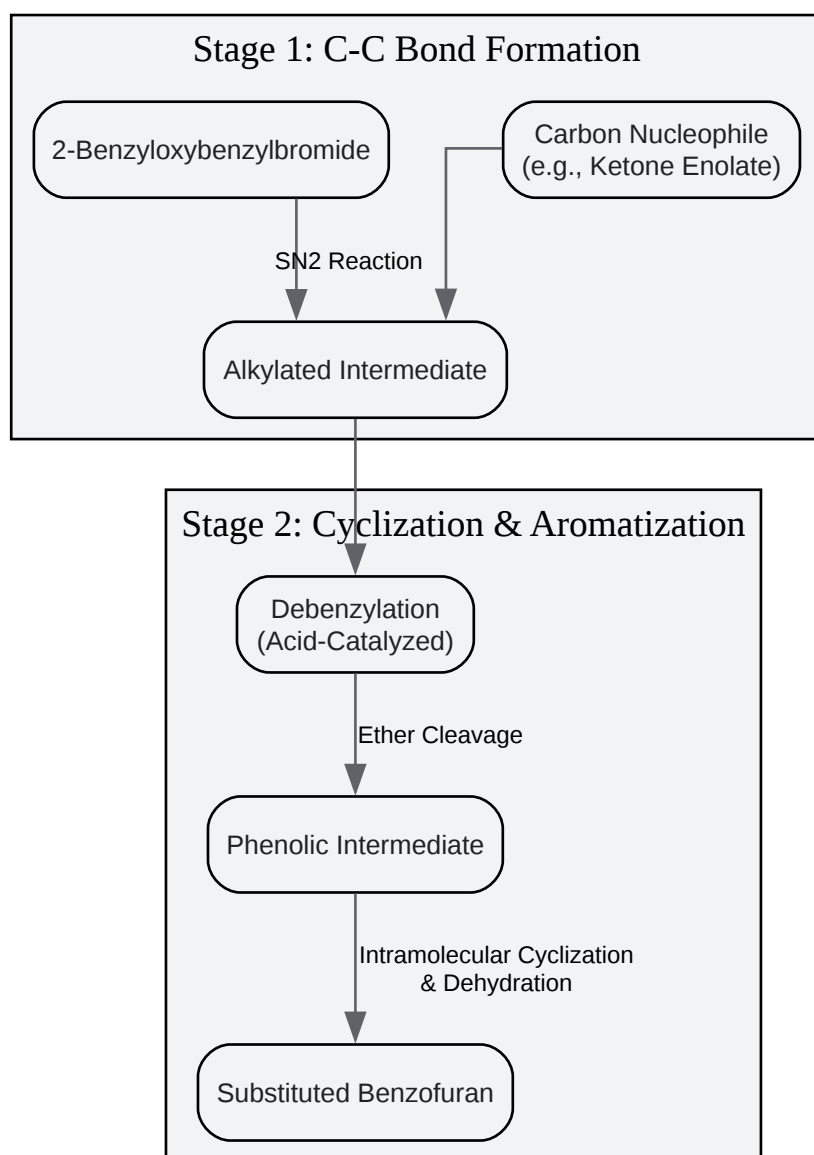 Stage 1: C-C Bond Formation
2-Benzyloxybenzylbromide
Carbon Nucleophile
(e.g., Ketone Enolate)
SN2 Reaction
Alkylated Intermediate
Stage 2: Cyclization & Aromatization
Debenzylation
(Acid-Catalyzed)
Ether Cleavage
Phenolic Intermediate
Intramolecular Cyclization
& Dehydration
Substituted Benzofuran